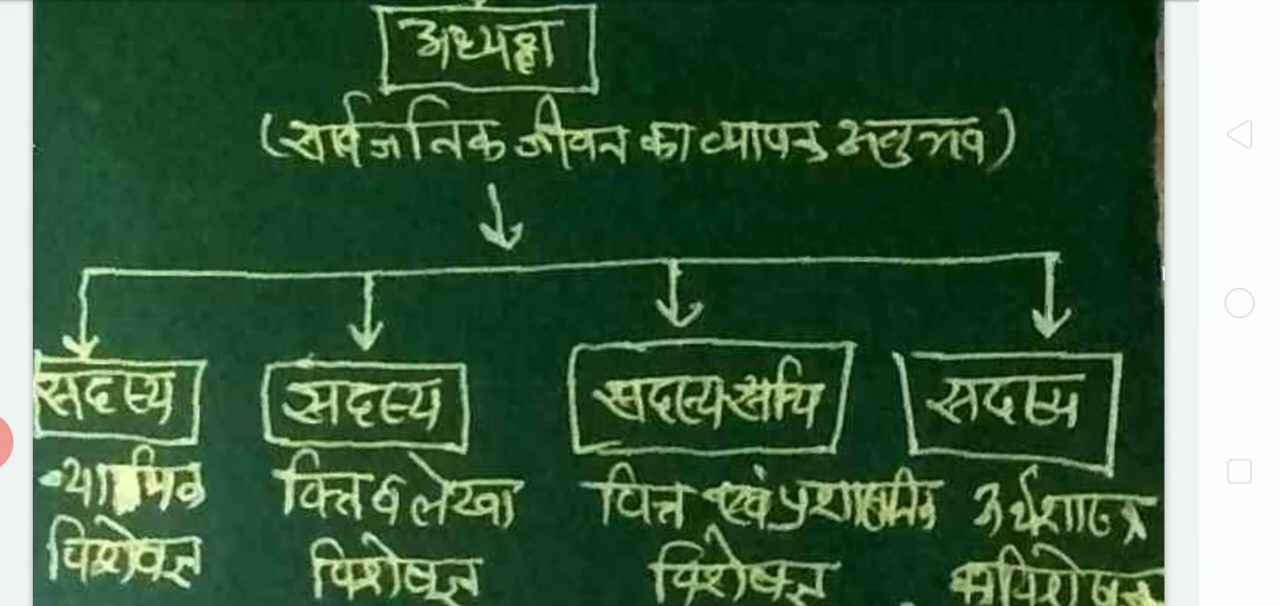 अध्यक्ष
(सार्वजनिक जीवन का व्यापक अनुभव)
सदस्य सदस्य सदस्य सचिव सदस्य
न्यायिक वित्त व लेखा वित्त एवं प्रशासनिक अर्थशास्त्र
विशेषज्ञ विशेषज्ञ विशेषज्ञ का विशेषज्ञ